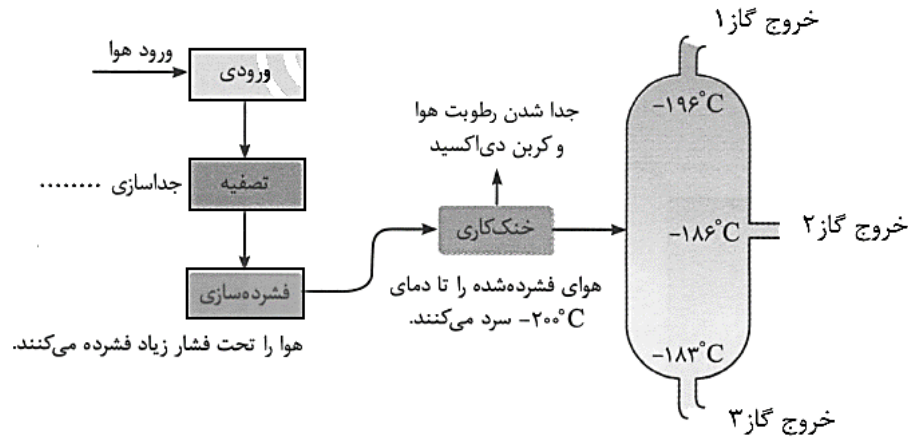 خروج گاز۱
ورود هوا
ورودی
−۱۹۶°C
جدا شدن رطوبت هوا
و کربن دی‌اکسید
تصفیه
جداسازی ........
خنک‌کاری
−۱۸۶°C
خروج گاز۲
فشرده‌سازی
هوای فشرده‌شده را تا دمای
−۲۰۰°C سرد می‌کنند.
هوا را تحت فشار زیاد فشرده می‌کنند.
−۱۸۳°C
خروج گاز۳